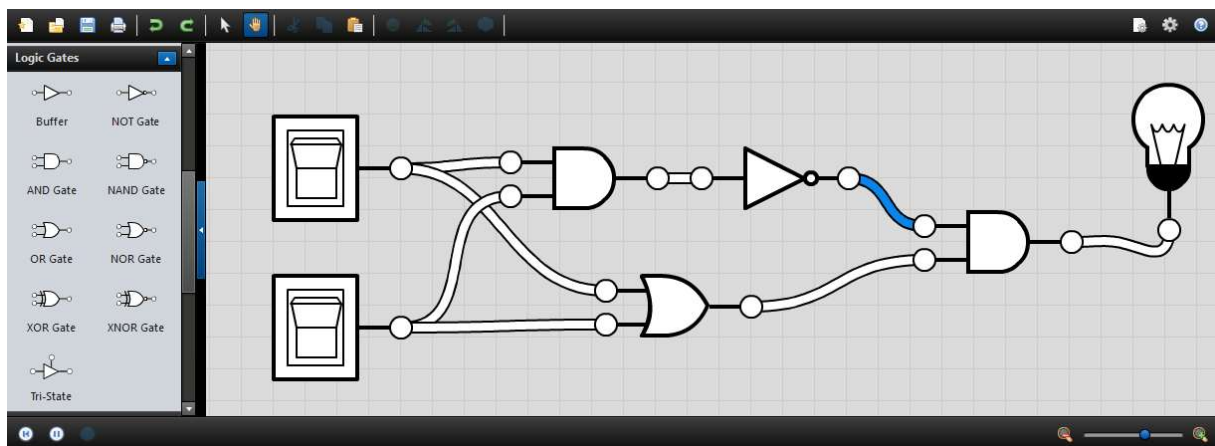 Logic Gates
Buffer
NOT Gate
AND Gate
NAND Gate
OR Gate
NOR Gate
XOR Gate
XNOR Gate
Tri-State